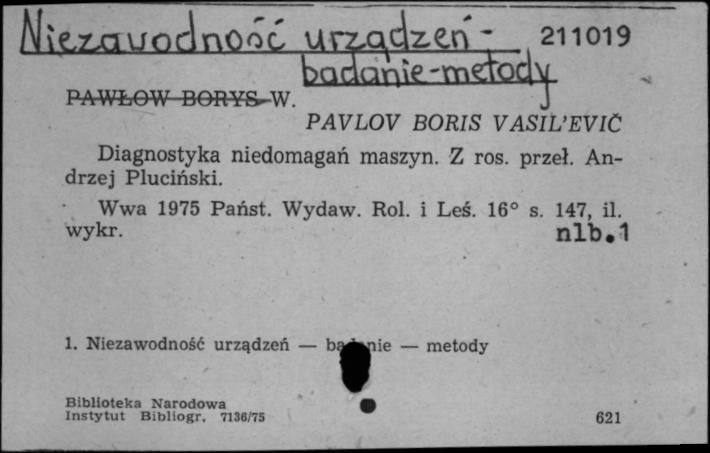 Niezawodność urządzeń - 211019
badanie-metody
PAWŁOW BORYS W.
PAVLOV BORIS VASIL'EVIČ
Diagnostyka niedomagań maszyn. Z ros. przeł. An-
drzej Pluciński.
Wwa 1975 Państ. Wydaw. Rol. i Leś. 16° s. 147, il.
wykr. nlb.1
1. Niezawodność urządzeń — badanie — metody
Biblioteka Narodowa
Instytut Bibliogr. 7136/75 621